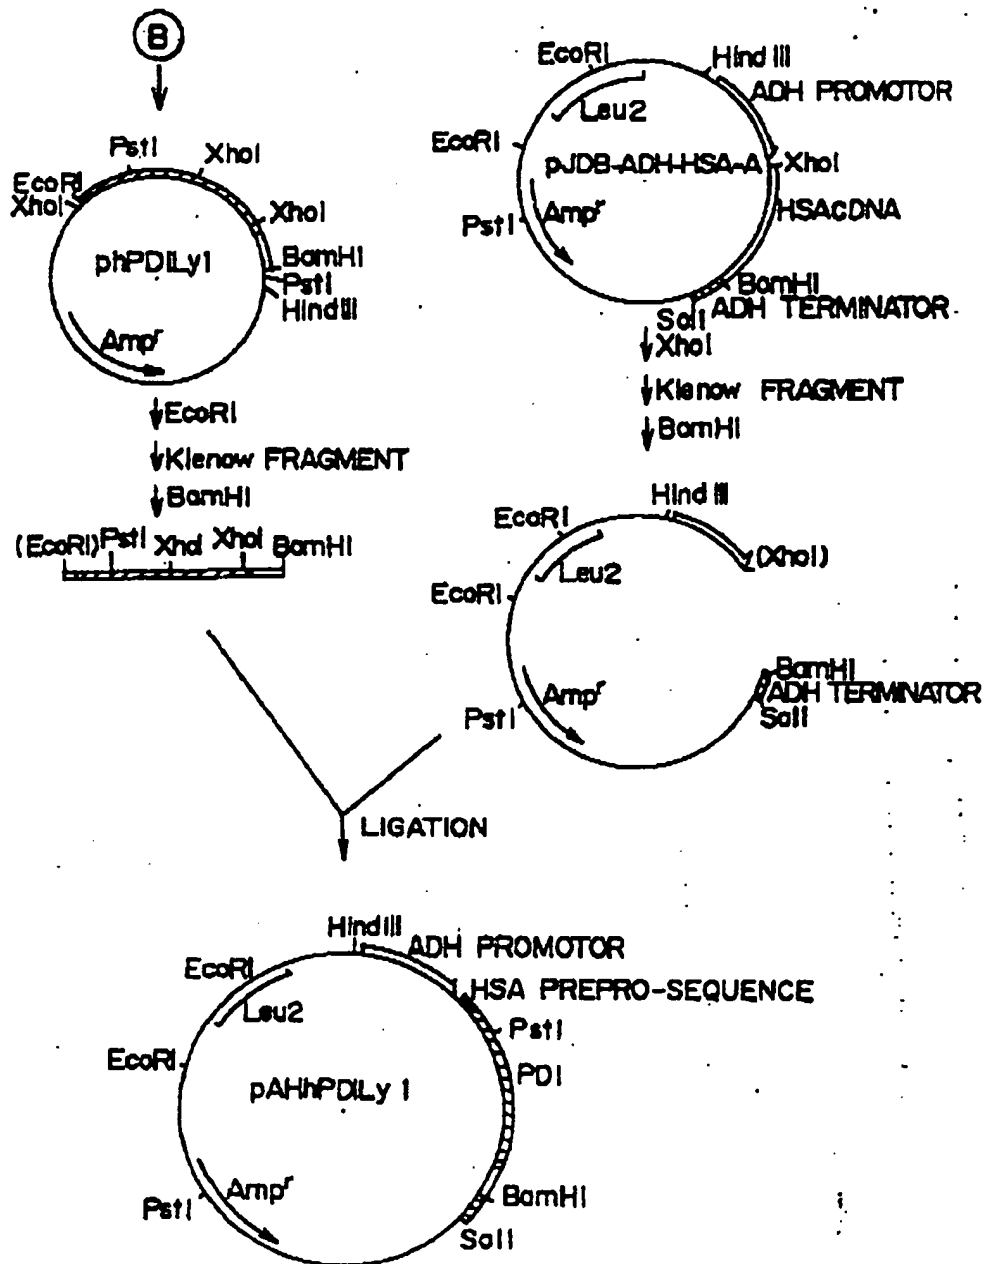 B
PstI
XhoI
EcoRI
XhoI
XhoI
phPDILy1
BamHI
PstI
HindIII
Ampr
EcoRI
Klenow FRAGMENT
BamHI
(EcoRI)
PstI
XhoI
XhoI
BamHI
EcoRI
HindIII
ADH PROMOTOR
Leu2
EcoRI
pJDB-ADH-HSA-A
XhoI
HSAcDNA
PstI
Ampr
BamHI
SalI
ADH TERMINATOR
XhoI
Klenow FRAGMENT
BamHI
HindIII
EcoRI
(XhoI)
Leu2
EcoRI
BamHI
ADH TERMINATOR
SalI
Ampr
PstI
LIGATION
HindIII
ADH PROMOTOR
EcoRI
HSA PREPRO-SEQUENCE
Leu2
PstI
EcoRI
PDI
pAHhPDILy 1
Ampr
BamHI
PstI
SalI